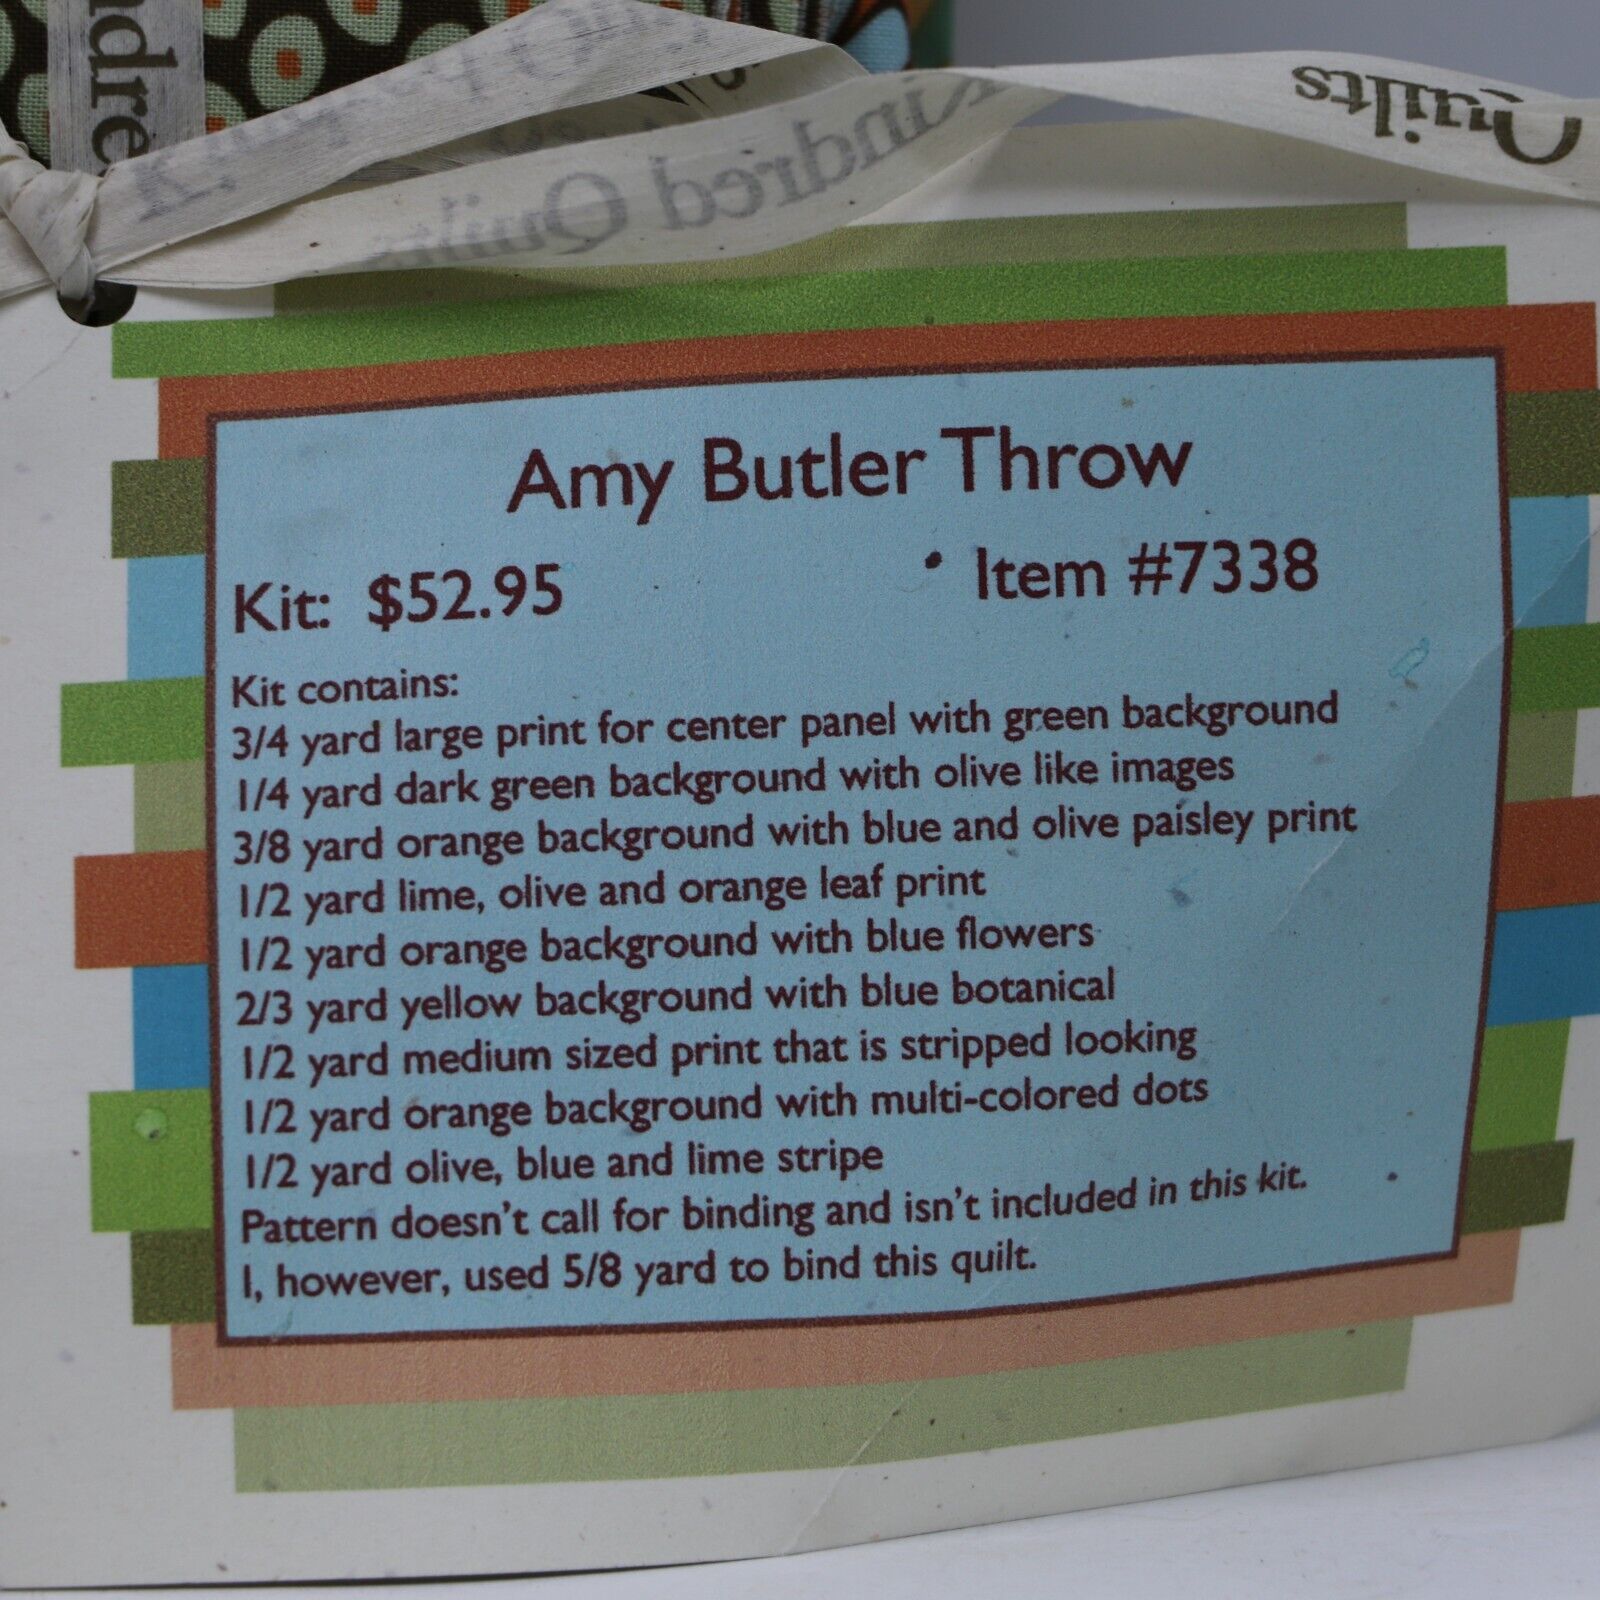 ndre
Kindred Quilts
Quilts
Amy Butler Throw
Kit: $52.95
Item #7338
Kit contains:
3/4 yard large print for center panel with green background
1/4 yard dark green background with olive like images
3/8 yard orange background with blue and olive paisley print
1/2 yard lime, olive and orange leaf print
1/2 yard orange background with blue flowers
2/3 yard yellow background with blue botanical
1/2 yard medium sized print that is stripped looking
1/2 yard orange background with multi-colored dots
1/2 yard olive, blue and lime stripe
Pattern doesn't call for binding and isn't included in this kit.
I, however, used 5/8 yard to bind this quilt.